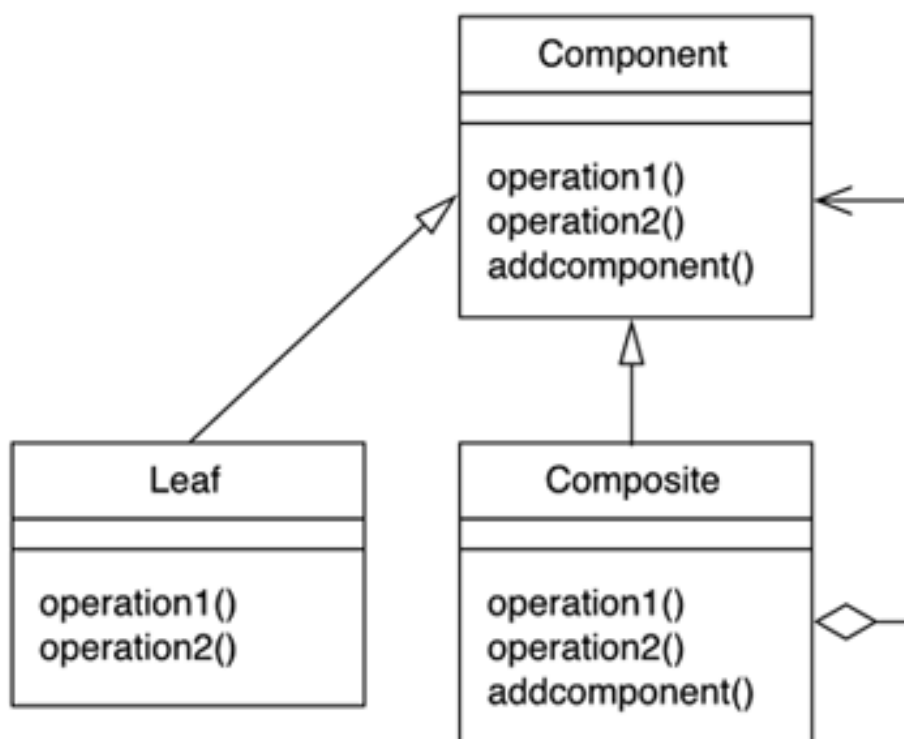 Component
operation1()
operation2()
addcomponent()
Leaf
operation1()
operation2()
Composite
operation1()
operation2()
addcomponent()